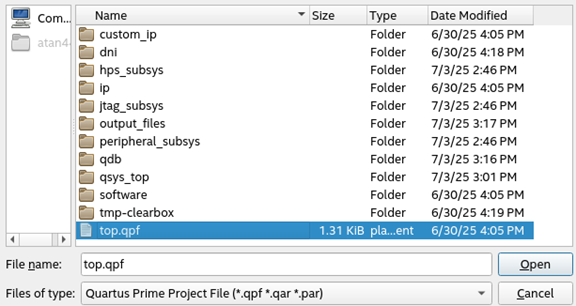 Name Size Type Date Modified
Com...
atan4
custom_ip Folder 6/30/25 4:05 PM
dni Folder 6/30/25 4:18 PM
hps_subsys Folder 7/3/25 2:46 PM
ip Folder 6/30/25 4:05 PM
jtag_subsys Folder 7/3/25 2:46 PM
output_files Folder 7/3/25 3:17 PM
peripheral_subsys Folder 7/3/25 2:46 PM
qdb Folder 7/3/25 3:16 PM
qsys_top Folder 7/3/25 3:01 PM
software Folder 6/30/25 4:05 PM
tmp-clearbox Folder 6/30/25 4:19 PM
top.qpf 1.31 KiB pla...ent 6/30/25 4:05 PM
File name: top.qpf Open
Files of type: Quartus Prime Project File (*.qpf *.qar *.par) Cancel